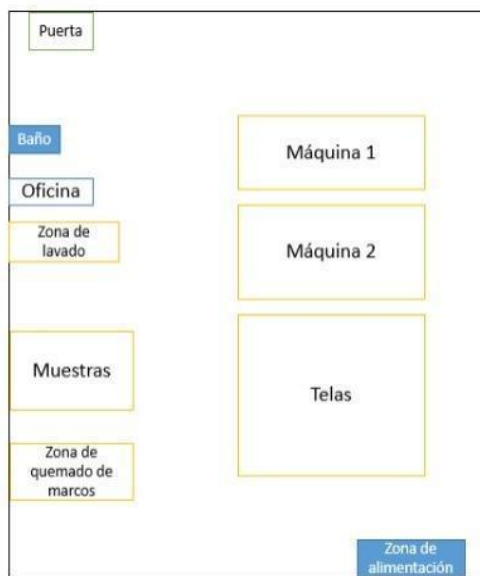 Puerta
Baño
Oficina
Zona de
lavado
Muestras
Zona de
quemado de
marcos
Máquina 1
Máquina 2
Telas
Zona de
alimentación